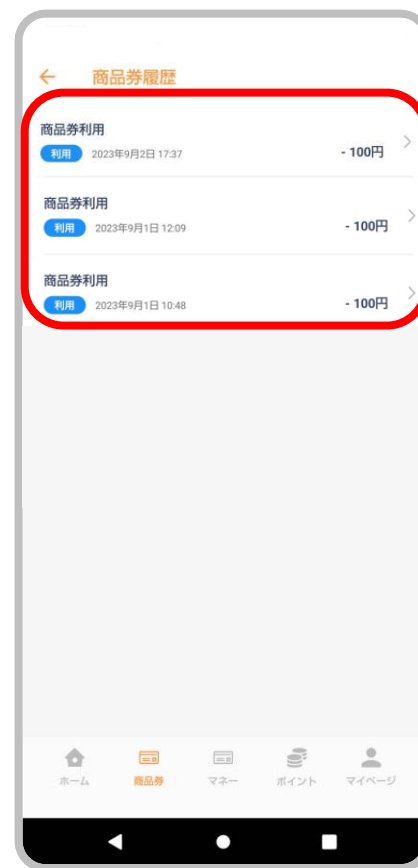 商品券履歴
商品券利用
利用 2023年9月2日 17:37 - 100円
商品券利用
利用 2023年9月1日 12:09 - 100円
商品券利用
利用 2023年9月1日 10:48 - 100円
ホーム 商品券 マネー ポイント マイページ